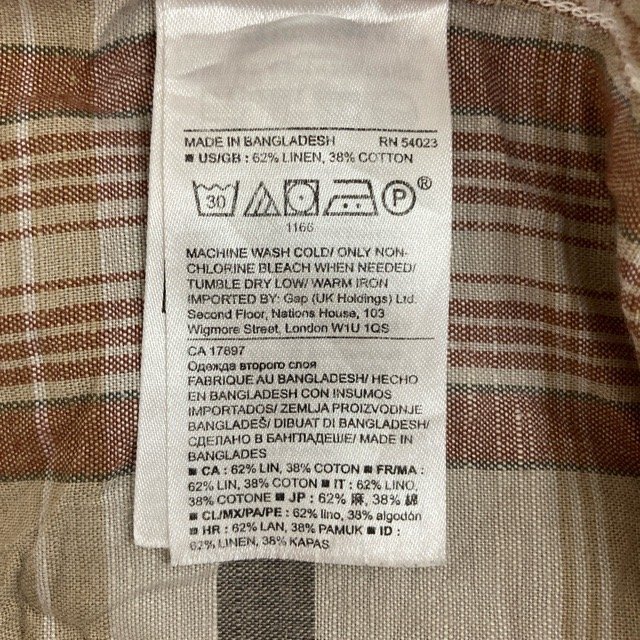 MADE IN BANGLADESH RN 54023
■ US/GB : 62% LINEN, 38% COTTON
30 P ®
1166
MACHINE WASH COLD/ ONLY NON-
CHLORINE BLEACH WHEN NEEDED/
TUMBLE DRY LOW/ WARM IRON
IMPORTED BY: Gap (UK Holdings) Ltd.
Second Floor, Nations House, 103
Wigmore Street, London W1U 1QS
CA 17897
Одежда второго слоя
FABRIQUE AU BANGLADESH/ HECHO
EN BANGLADESH CON INSUMOS
IMPORTADOS/ ZEMLJA PROIZVODNJE
BANGLADEŠ/ DIBUAT DI BANGLADESH/
СДЕЛАНО В БАНГЛАДЕШЕ/ MADE IN
BANGLADES
■ CA : 62% LIN, 38% COTON ■ FR/MA :
62% LIN, 38% COTON ■ IT : 62% LINO,
38% COTONE ■ JP : 62% 麻, 38% 綿
■ CL/MX/PA/PE : 62% lino, 38% algodón
■ HR : 62% LAN, 38% PAMUK ■ ID :
62% LINEN, 38% KAPAS